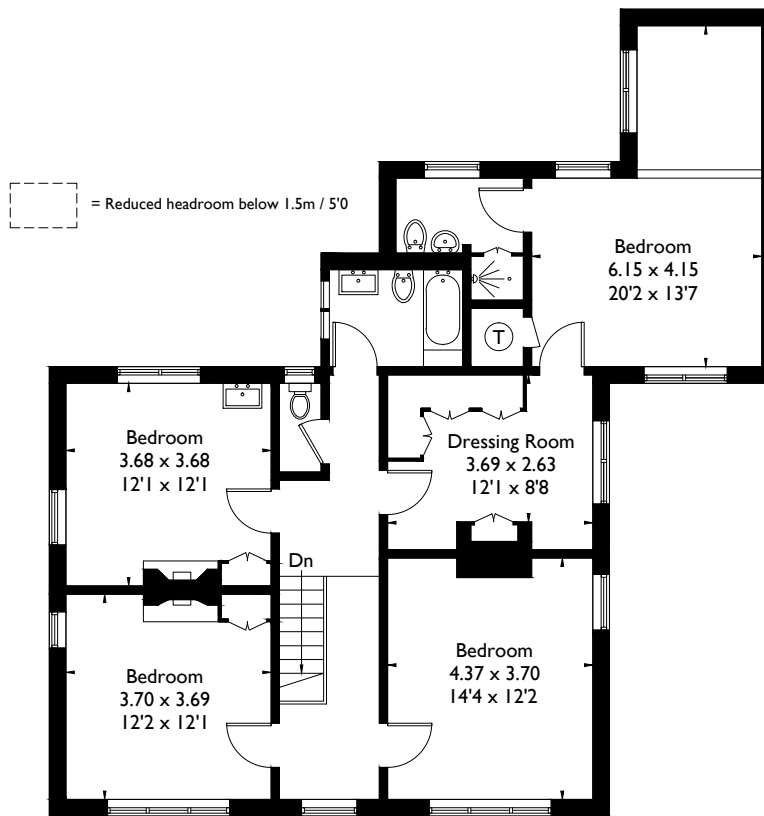 = Reduced headroom below 1.5m / 5'0
Bedroom
6.15 x 4.15
20'2 x 13'7
T
Bedroom
3.68 x 3.68
12'1 x 12'1
Dressing Room
3.69 x 2.63
12'1 x 8'8
Dn
Bedroom
3.70 x 3.69
12'2 x 12'1
Bedroom
4.37 x 3.70
14'4 x 12'2